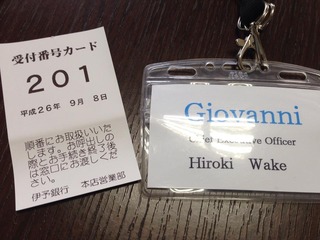 受付番号カード
201
平成26年 9月 8日
順番にお取扱いいた
します。お呼出しの
際とお手続き終了後
は窓口にお渡しくだ
さい。
伊予銀行 本店営業部
Giovanni
Executive Officer
Hiroki Wake